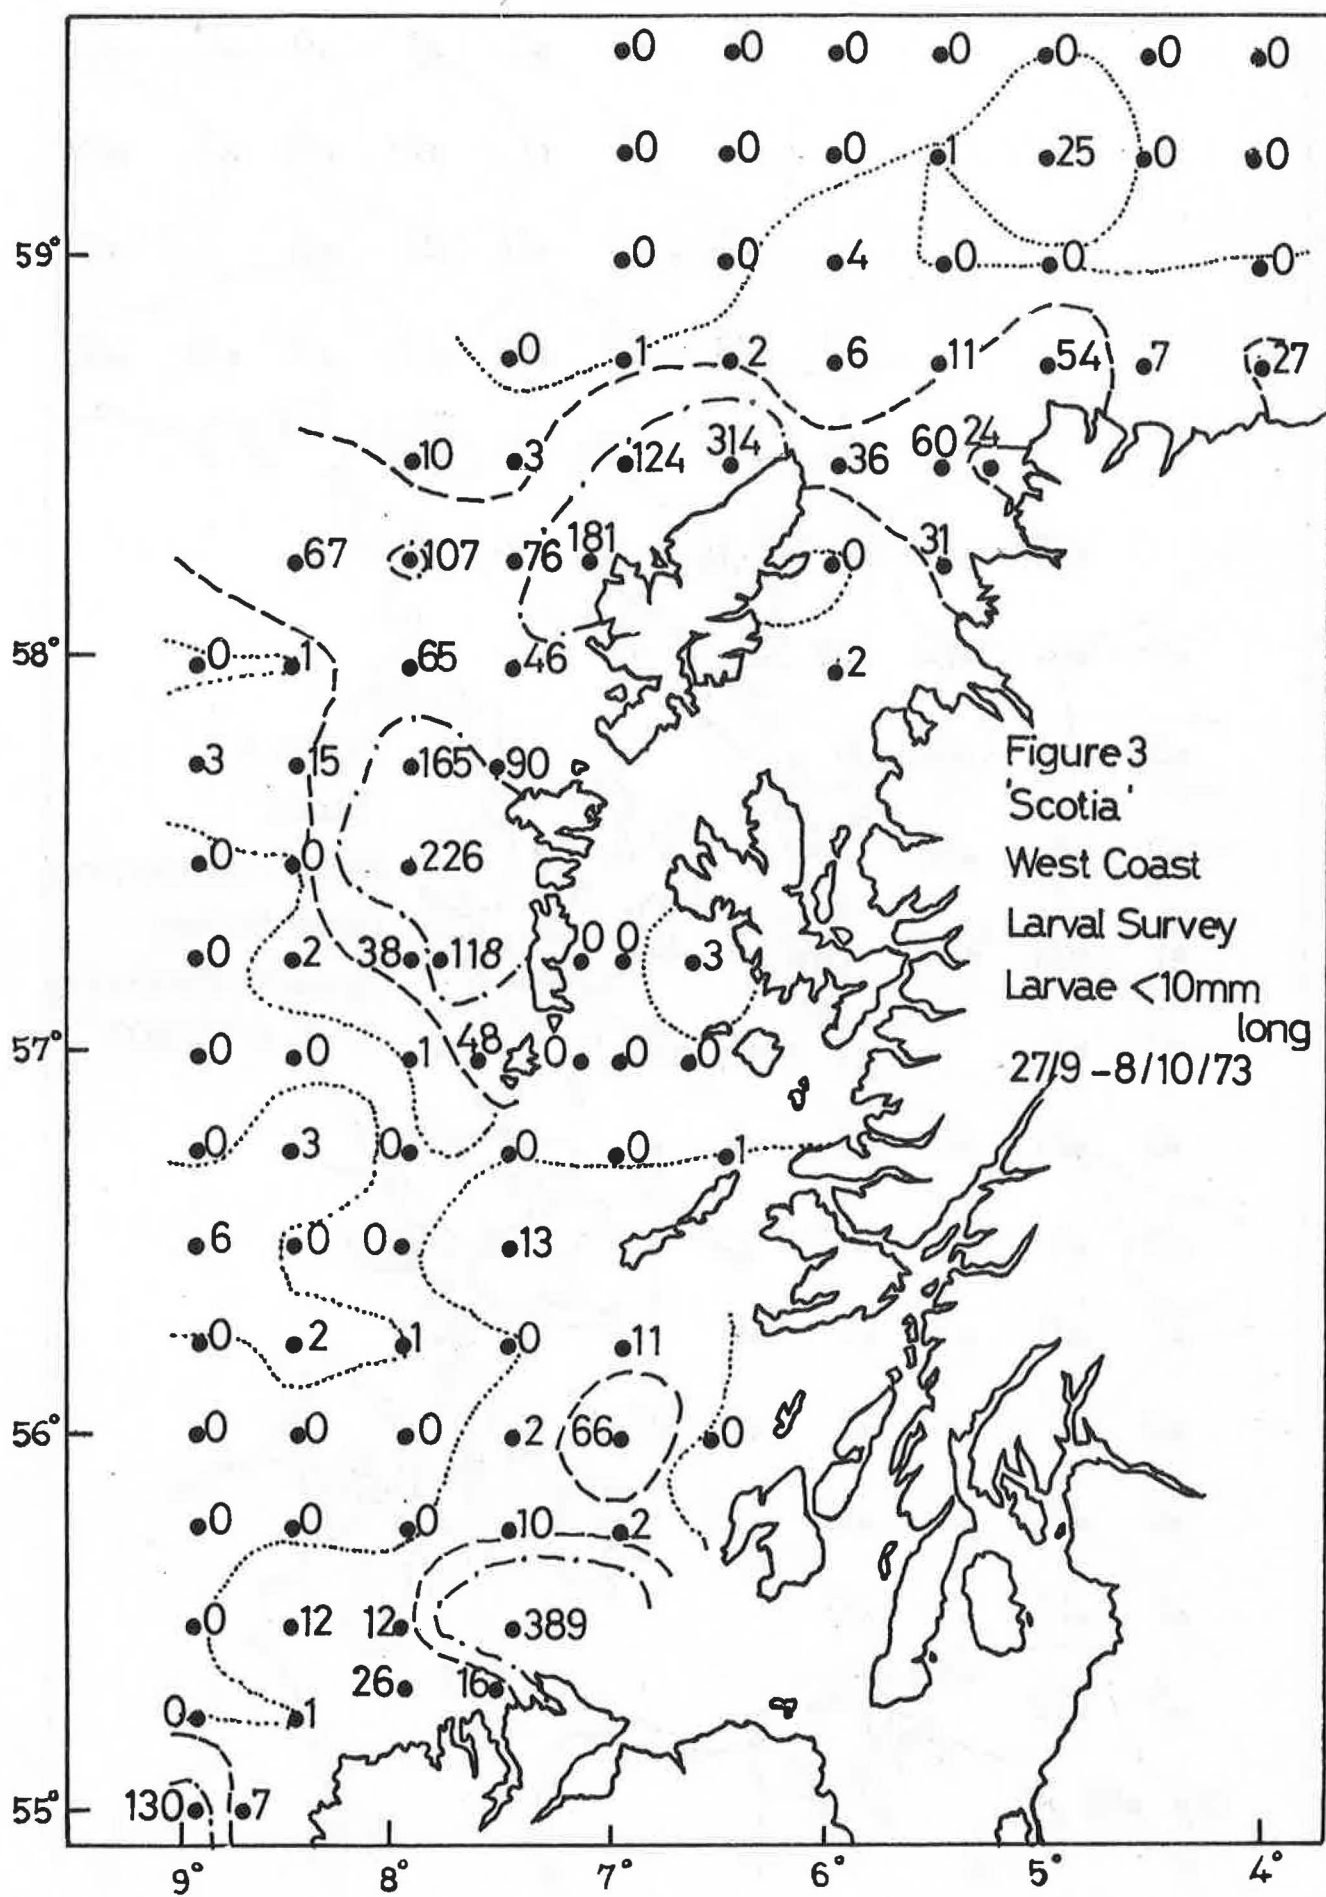 0 0 0 0 0 0 0
0 0 0 1 25 0 0
59°
0 0 4 0 0 0
0 1 2 6 11 54 7 27
10 3 124 314 36 60 24
67 107 76 181 0 31
58°
0 1 65 46 2
3 15 165 90
Figure 3
'Scotia'
0 0 226
West Coast
Larval Survey
0 2 38 118 0 0 3
Larvae <10mm
long
57°
0 0 1 48 0 0 0
27/9 – 8/10/73
0 3 0 0 0 1
6 0 0 13
0 2 1 0 11
56°
0 0 0 2 66 0
0 0 0 10 2
0 12 12 389
26 16
0 1
55°
130 7
9° 8° 7° 6° 5° 4°